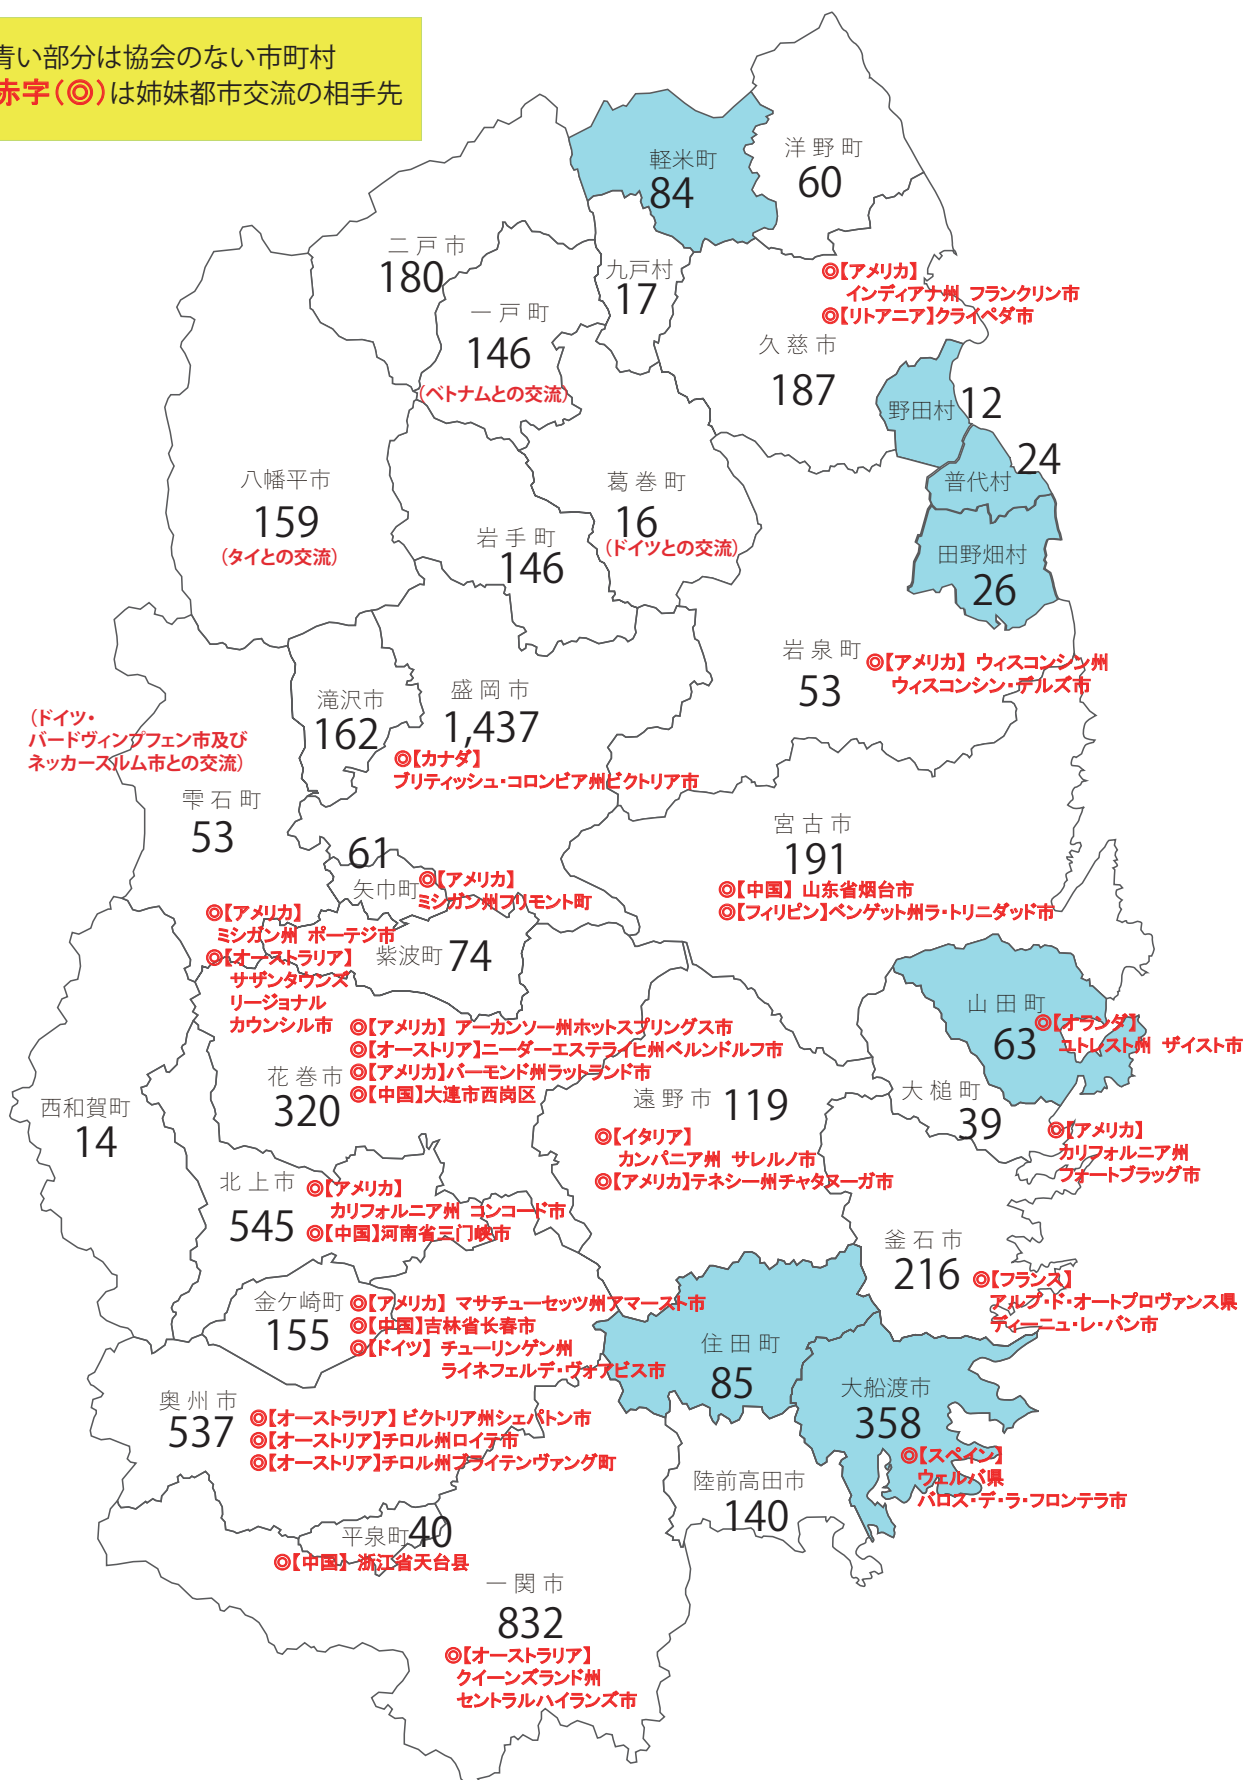 青い部分は協会のない市町村
赤字(◎)は姉妹都市交流の相手先
軽米町
84
洋野町
60
二戸市
180
九戸村
17
一戸町
146
(ベトナムとの交流)
◎【アメリカ】
インディアナ州 フランクリン市
◎【リトアニア】クライペダ市
久慈市
187
野田村
12
普代村
24
田野畑村
26
八幡平市
159
(タイとの交流)
岩手町
146
葛巻町
16
(ドイツとの交流)
岩泉町
53
◎【アメリカ】 ウィスコンシン州
ウィスコンシン・デルズ市
滝沢市
162
盛岡市
1,437
◎【カナダ】
ブリティッシュ・コロンビア州ビクトリア市
(ドイツ・
バードヴィンプフェン市及び
ネッカースルム市との交流)
雫石町
53
宮古市
191
◎【中国】 山东省烟台市
◎【フィリピン】ベンゲット州ラ・トリニダッド市
61
矢巾町
◎【アメリカ】
ミシガン州フリモント町
◎【アメリカ】
ミシガン州 ポーテジ市
◎【オーストラリア】
サザンタウンズ
リージョナル
カウンシル市
紫波町
74
山田町
63
◎【オランダ】
ユトレスト州 ザイスト市
花巻市
320
◎【アメリカ】 アーカンソー州ホットスプリングス市
◎【オーストリア】ニーダーエステライヒ州ベルンドルフ市
◎【アメリカ】バーモンド州ラットランド市
◎【中国】大連市西岗区
西和賀町
14
遠野市
119
◎【イタリア】
カンパニア州 サレルノ市
◎【アメリカ】テネシー州チャタヌーガ市
大槌町
39
◎【アメリカ】
カリフォルニア州
フォートブラッグ市
北上市
545
◎【アメリカ】
カリフォルニア州 コンコード市
◎【中国】河南省三门峡市
釜石市
216
◎【フランス】
アルプ・ド・オートプロヴァンス県
ディーニュ・レ・バン市
金ケ崎町
155
◎【アメリカ】 マサチューセッツ州アマースト市
◎【中国】吉林省长春市
◎【ドイツ】 チューリンゲン州
ライネフェルデ・ヴォアビス市
住田町
85
大船渡市
358
◎【スペイン】
ウェルバ県
パロス・デ・ラ・フロンテラ市
奥州市
537
◎【オーストラリア】 ビクトリア州シェパトン市
◎【オーストリア】チロル州ロイテ市
◎【オーストリア】チロル州ブライテンヴァング町
陸前高田市
140
平泉町
40
◎【中国】 浙江省天台县
一関市
832
◎【オーストラリア】
クイーンズランド州
セントラルハイランズ市